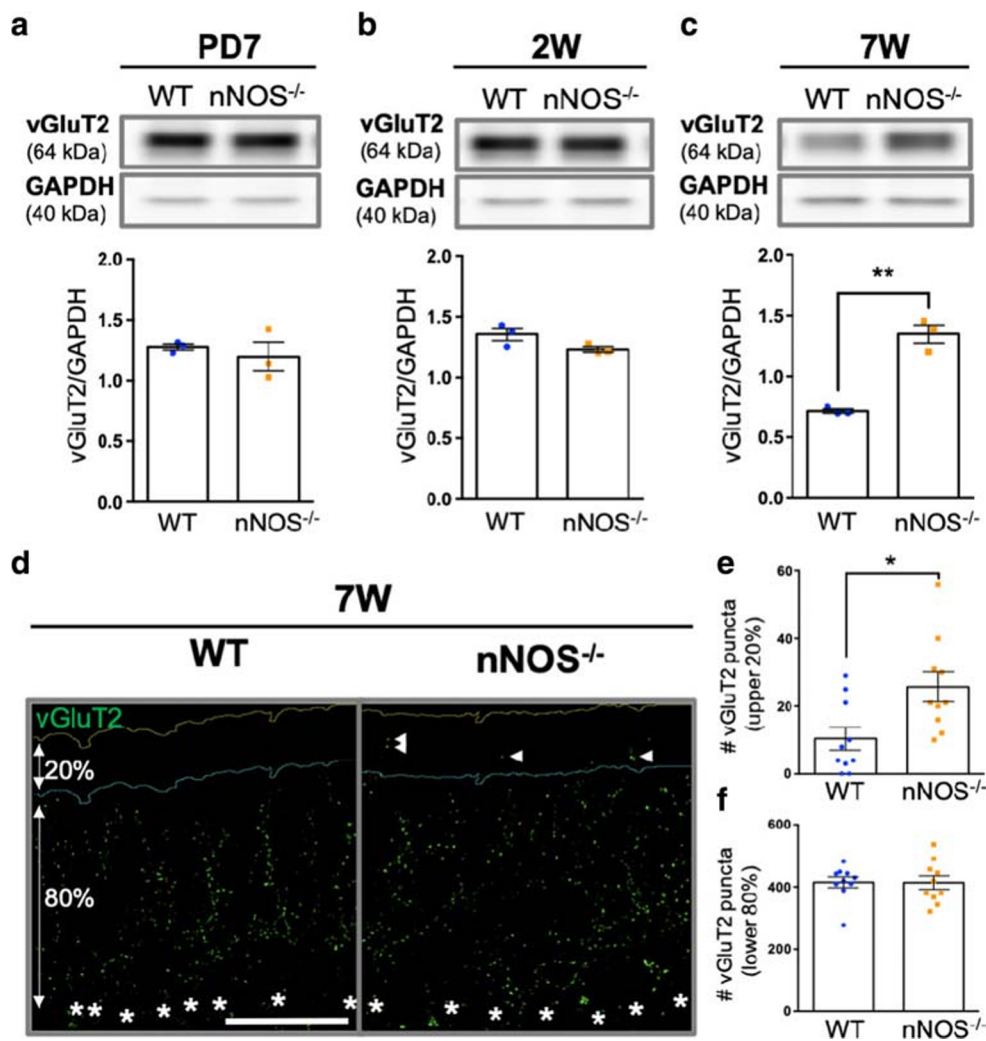 a
PD7
WT nNOS-/-
vGluT2
(64 kDa)
GAPDH
(40 kDa)
2.0
1.5
1.0
0.5
0.0
vGluT2/GAPDH
WT nNOS-/-
b
2W
WT nNOS-/-
vGluT2
(64 kDa)
GAPDH
(40 kDa)
2.0
1.5
1.0
0.5
0.0
vGluT2/GAPDH
WT nNOS-/-
c
7W
WT nNOS-/-
vGluT2
(64 kDa)
GAPDH
(40 kDa)
2.0
1.5
1.0
0.5
0.0
vGluT2/GAPDH
**
WT nNOS-/-
d
7W
WT nNOS-/-
vGluT2
20%
80%
* * * * * * * *
* * * * * * *
e
60
40
20
0
# vGluT2 puncta
(upper 20%)
*
WT nNOS-/-
f
600
400
200
0
# vGluT2 puncta
(lower 80%)
WT nNOS-/-